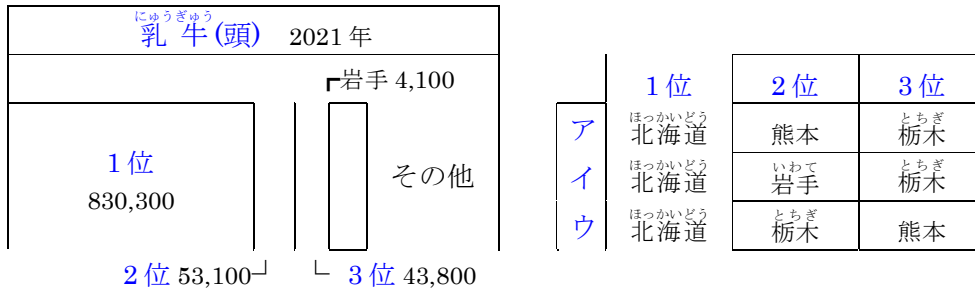 にゅうぎゅう
乳牛(頭) 2021年
岩手 4,100
1位
830,300
その他
2位 53,100
3位 43,800
1位 2位 3位
ほっかいどう とちぎ
ア 北海道 熊本 栃木
ほっかいどう いわて とちぎ
イ 北海道 岩手 栃木
ほっかいどう とちぎ
ウ 北海道 栃木 熊本